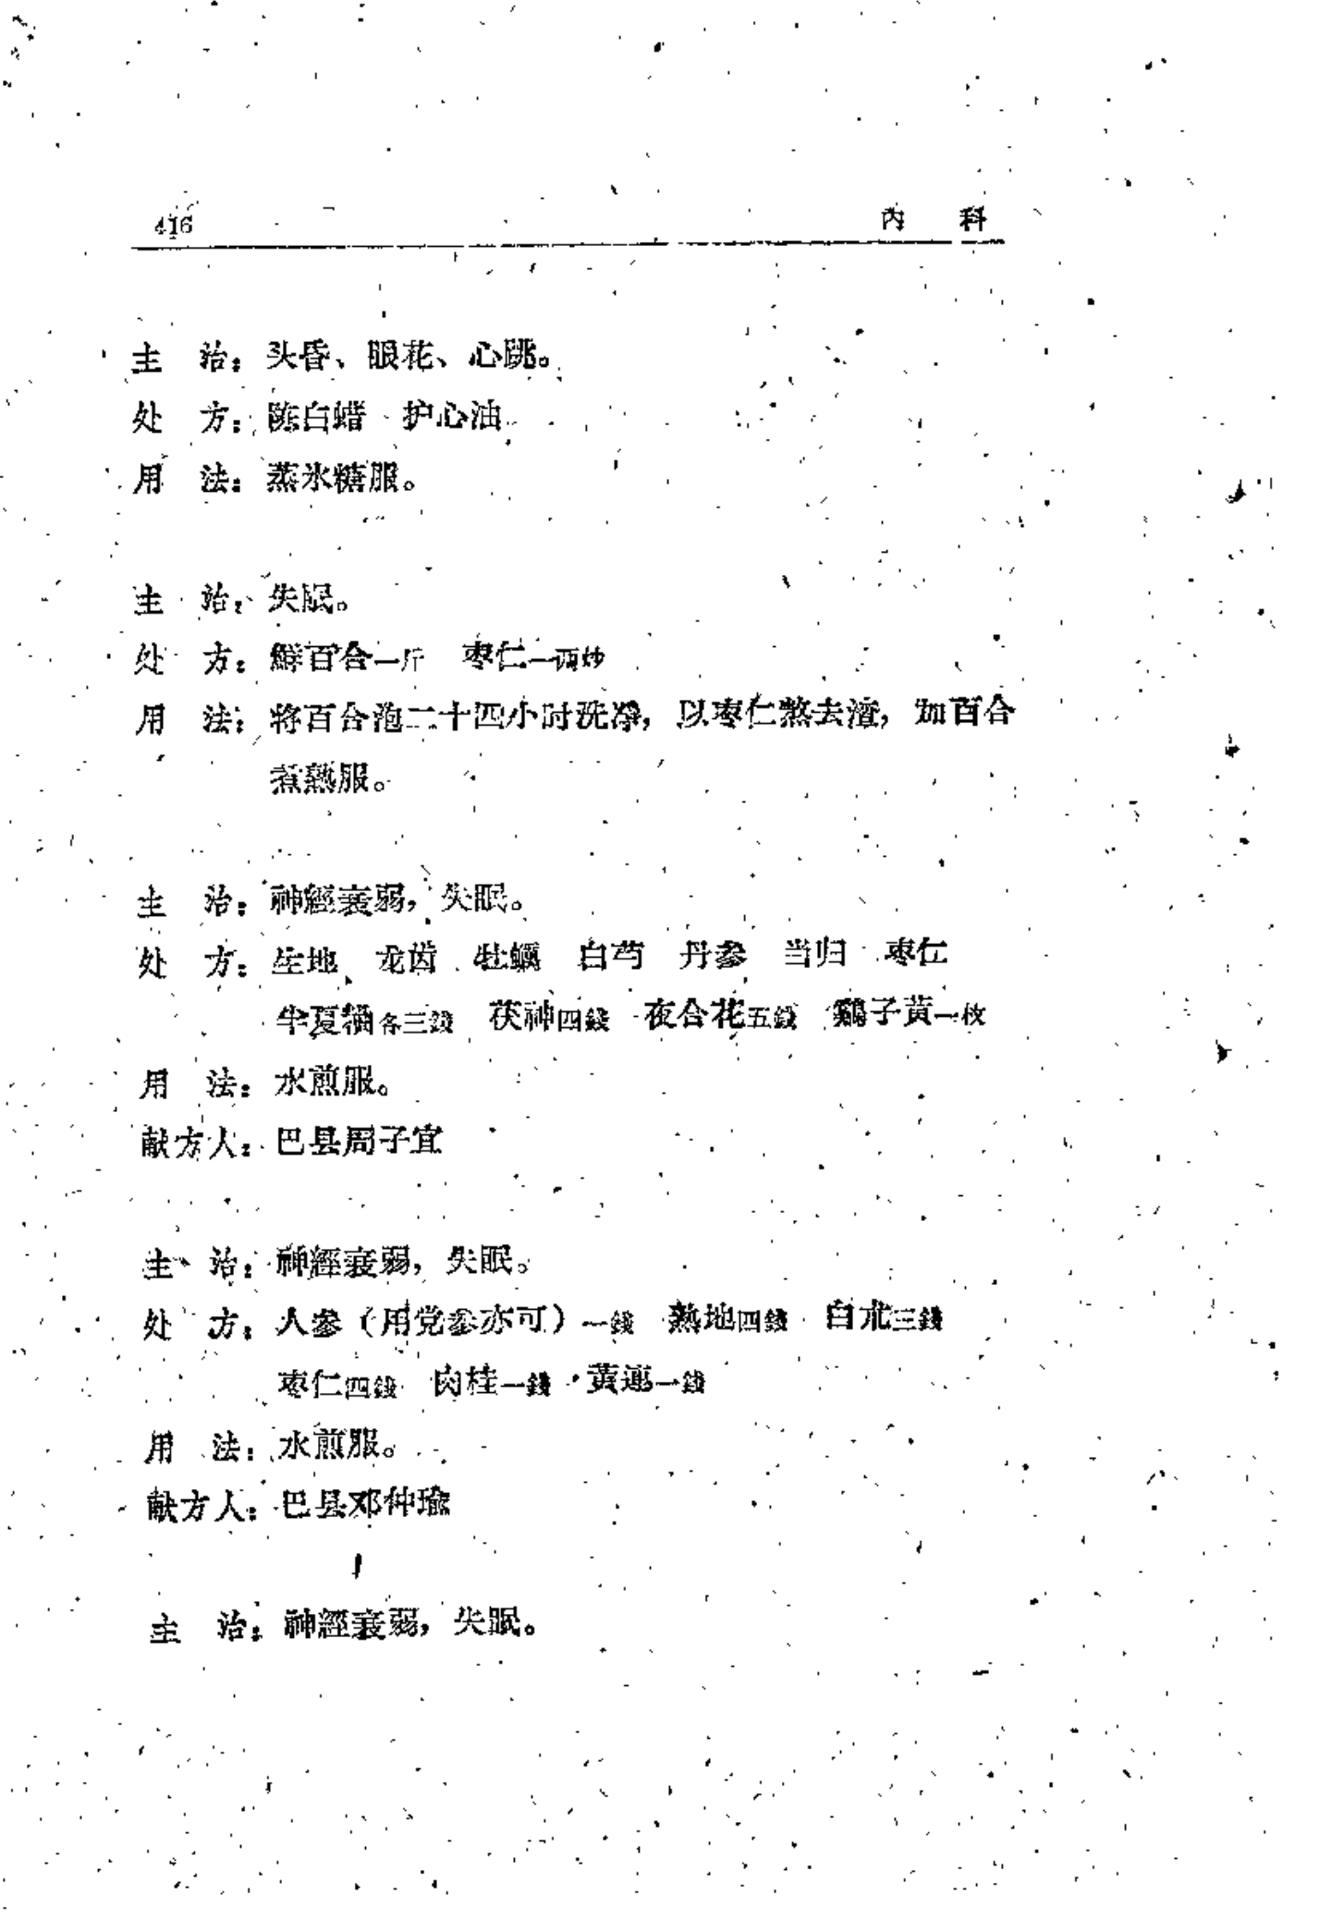 416 内 科
主 治：头昏、眼花、心跳。
处 方：陈白蜡 护心油
用 法：蒸氷糖服。
主 治：失眠。
处 方：鮮百合一斤 枣仁一两炒
用 法：將百合泡二十四小时洗淨，以枣仁熬去渣，加百合
煮熟服。
主 治：神經衰弱，失眠。
处 方：生地 龙齿 牡蠣 白芍 丹参 当归 枣仁
半夏麯各三錢 茯神四錢 夜合花五錢 鷄子黃一枚
用 法：水煎服。
献方人：巴县周子宜
主 治：神經衰弱，失眠。
处 方：人参（用党参亦可）一錢 熟地四錢 白朮三錢
枣仁四錢 肉桂一錢 黃連一錢
用 法：水煎服。
献方人：巴县邓仲瑜
主 治：神經衰弱，失眠。